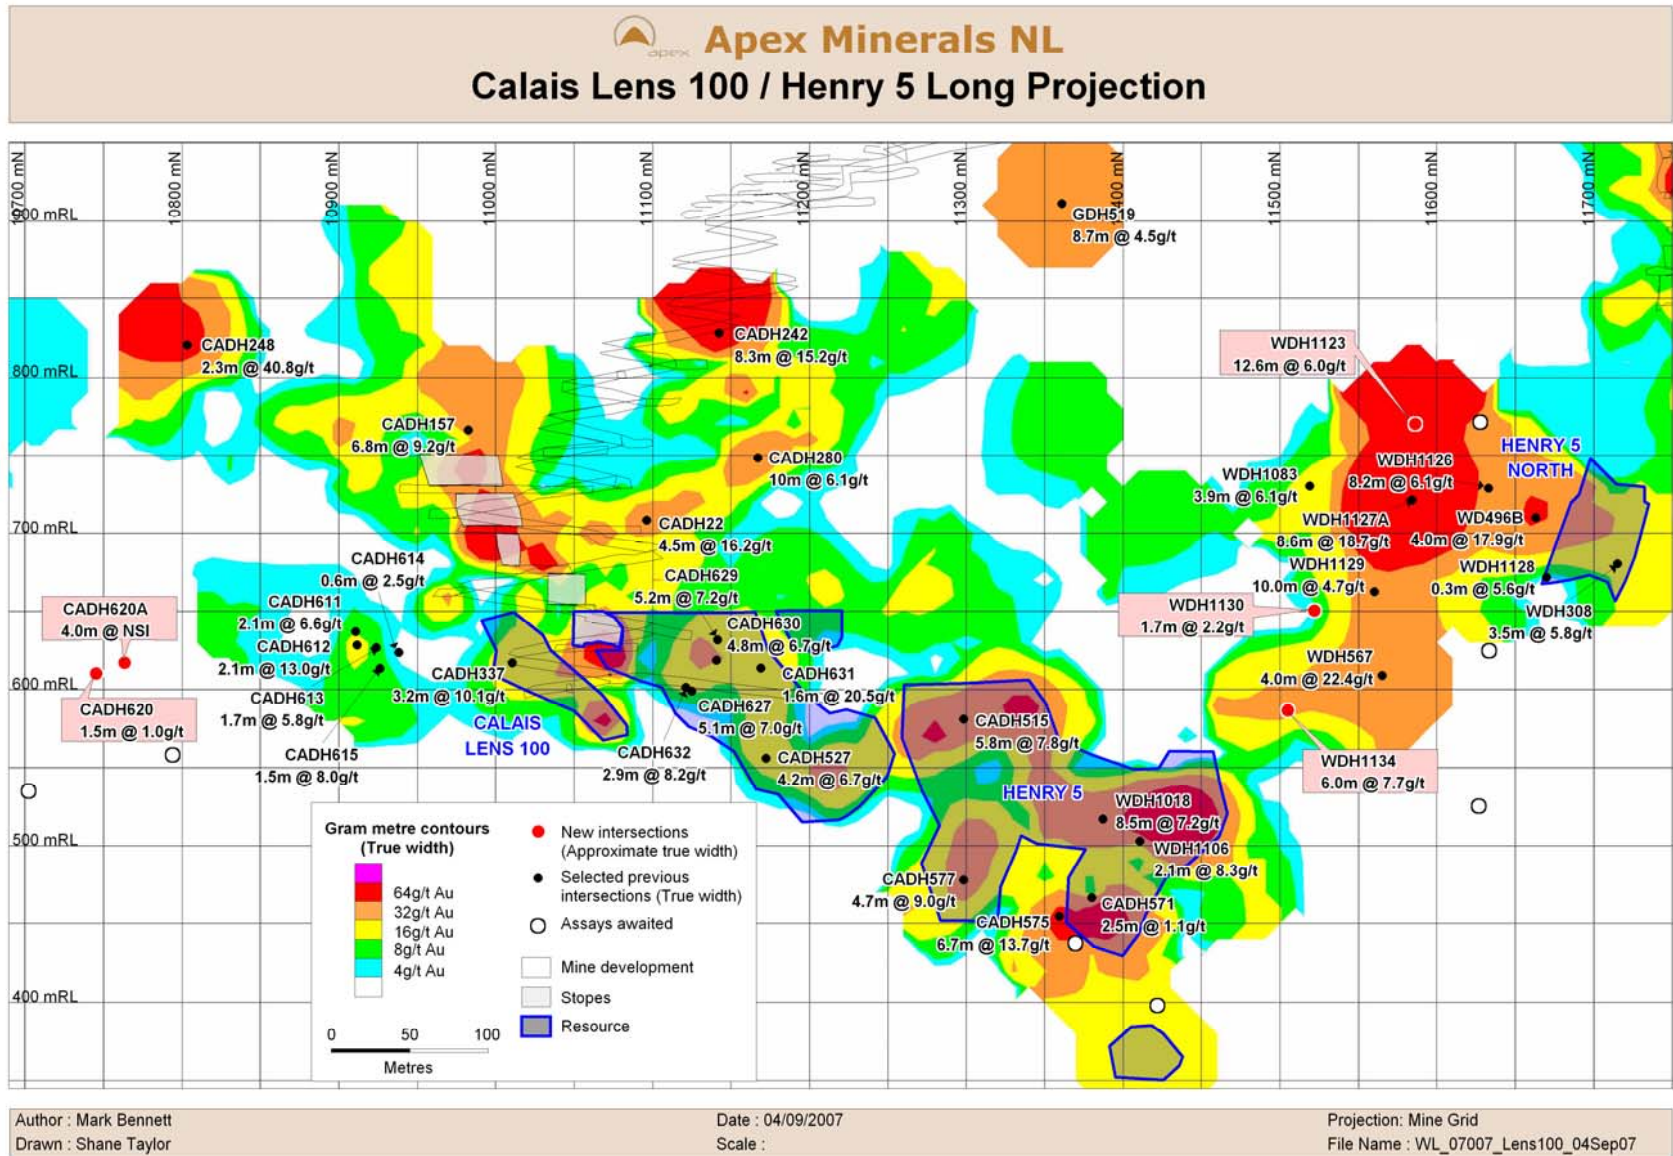 apex
Apex Minerals NL
Calais Lens 100 / Henry 5 Long Projection
10700 mN
10800 mN
10900 mN
11000 mN
11100 mN
11200 mN
11300 mN
11400 mN
11500 mN
11600 mN
11700 mN
900 mRL
800 mRL
700 mRL
600 mRL
500 mRL
400 mRL
GDH519
8.7m @ 4.5g/t
CADH248
2.3m @ 40.8g/t
CADH242
8.3m @ 15.2g/t
WDH1123
12.6m @ 6.0g/t
CADH157
6.8m @ 9.2g/t
CADH280
10m @ 6.1g/t
HENRY 5
NORTH
WDH1083
3.9m @ 6.1g/t
WDH1126
8.2m @ 6.1g/t
CADH22
4.5m @ 16.2g/t
WDH1127A
8.6m @ 18.7g/t
WD496B
4.0m @ 17.9g/t
CADH614
0.6m @ 2.5g/t
CADH629
5.2m @ 7.2g/t
WDH1129
10.0m @ 4.7g/t
WDH1128
0.3m @ 5.6g/t
CADH620A
4.0m @ NSI
CADH611
2.1m @ 6.6g/t
WDH1130
1.7m @ 2.2g/t
WDH308
3.5m @ 5.8g/t
CADH630
4.8m @ 6.7g/t
CADH612
2.1m @ 13.0g/t
CADH337
3.2m @ 10.1g/t
CADH631
1.6m @ 20.5g/t
WDH567
4.0m @ 22.4g/t
CADH613
1.7m @ 5.8g/t
CADH620
1.5m @ 1.0g/t
CADH627
5.1m @ 7.0g/t
CADH515
5.8m @ 7.8g/t
CALAIS
LENS 100
CADH615
1.5m @ 8.0g/t
CADH632
2.9m @ 8.2g/t
CADH527
4.2m @ 6.7g/t
WDH1134
6.0m @ 7.7g/t
HENRY 5
WDH1018
8.5m @ 7.2g/t
WDH1106
2.1m @ 8.3g/t
CADH577
4.7m @ 9.0g/t
CADH571
2.5m @ 1.1g/t
CADH575
6.7m @ 13.7g/t
Gram metre contours
(True width)
64g/t Au
32g/t Au
16g/t Au
8g/t Au
4g/t Au
New intersections
(Approximate true width)
Selected previous
intersections (True width)
Assays awaited
Mine development
Stopes
Resource
0 50 100
Metres
Author : Mark Bennett
Drawn : Shane Taylor
Date : 04/09/2007
Scale :
Projection: Mine Grid
File Name : WL_07007_Lens100_04Sep07